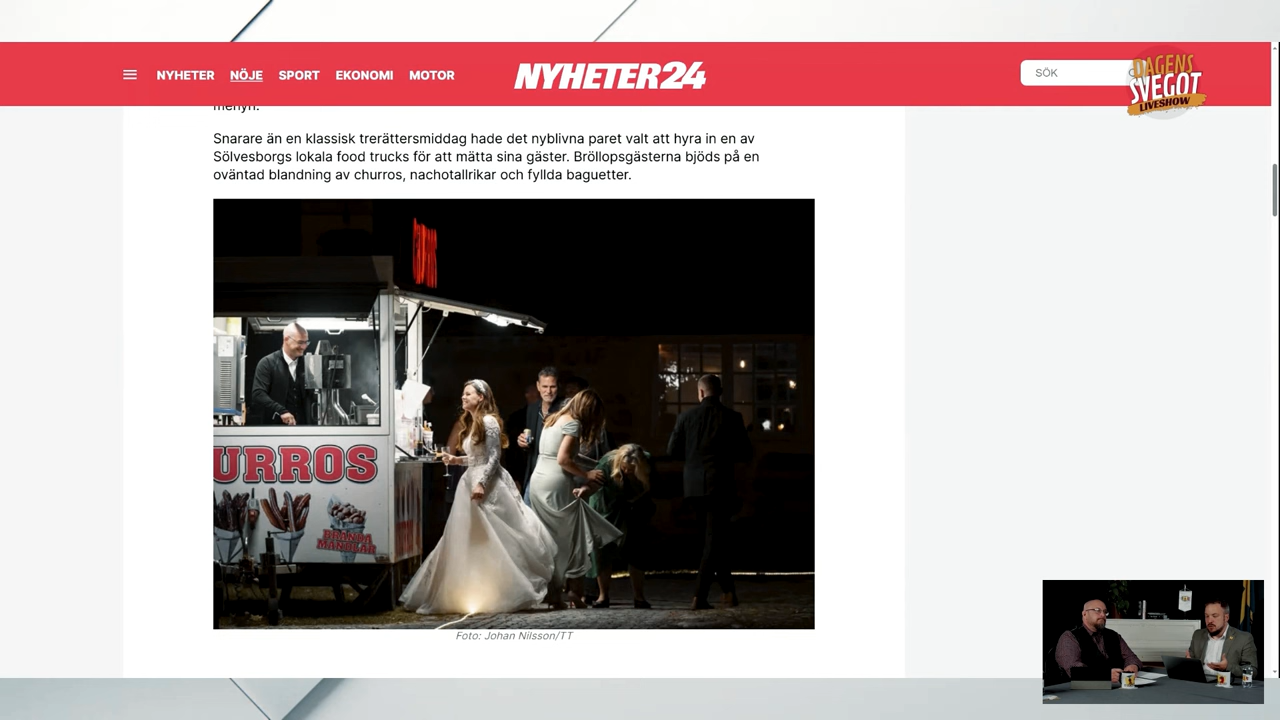 NYHETER
NÖJE
SPORT
EKONOMI
MOTOR
NYHETER24
SÖK
DAGENS
SVEGOT
LIVESHOW
menyn.
Snarare än en klassisk trerättersmiddag hade det nyblivna paret valt att hyra in en av
Sölvesborgs lokala food trucks för att mätta sina gäster. Bröllopsgästerna bjöds på en
oväntad blandning av churros, nachotallrikar och fyllda baguetter.
URROS
BRÄNDA
MANDLAR
Foto: Johan Nilsson/TT